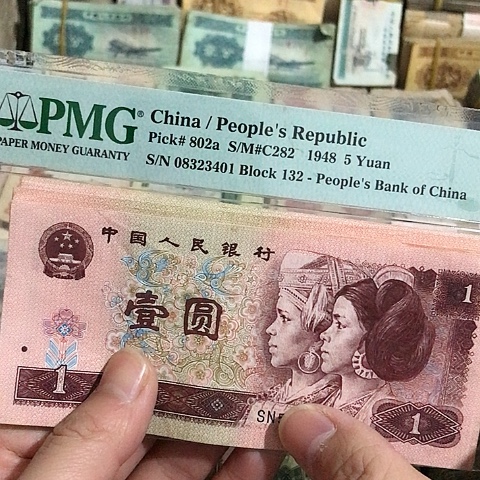 PMG®
PAPER MONEY GUARANTY
China / People's Republic
Pick# 802a S/M#C282 1948 5 Yuan
S/N 08323401 Block 132 - People's Bank of China
中国人民银行
壹圆
1
1
1
SN